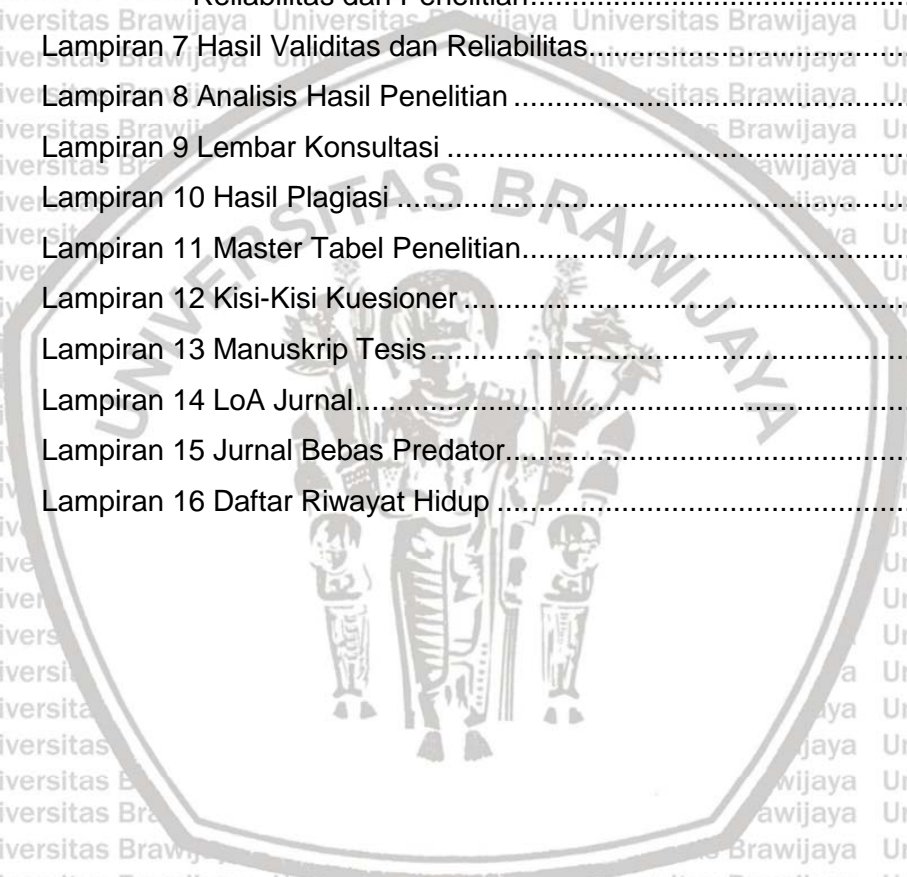 Reliabilitas dan Penelitian..........................................
Lampiran 7 Hasil Validitas dan Reliabilitas..................................
Lampiran 8 Analisis Hasil Penelitian ..........................................
Lampiran 9 Lembar Konsultasi .................................................
Lampiran 10 Hasil Plagiasi ......................................................
Lampiran 11 Master Tabel Penelitian.........................................
Lampiran 12 Kisi-Kisi Kuesioner ...............................................
Lampiran 13 Manuskrip Tesis ...................................................
Lampiran 14 LoA Jurnal............................................................
Lampiran 15 Jurnal Bebas Predator...........................................
Lampiran 16 Daftar Riwayat Hidup ............................................
UNIVERSITAS BRAWIJAYA